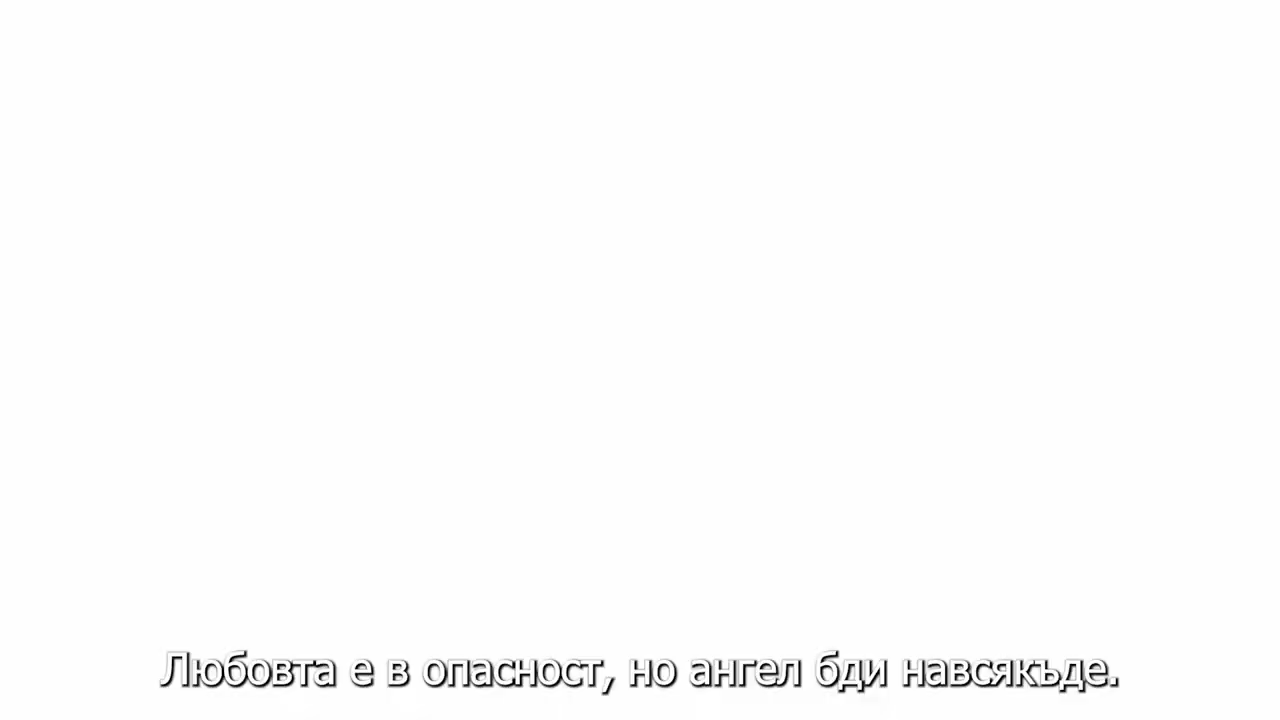 Любовта е в опасност, но ангел бди навсякъде.